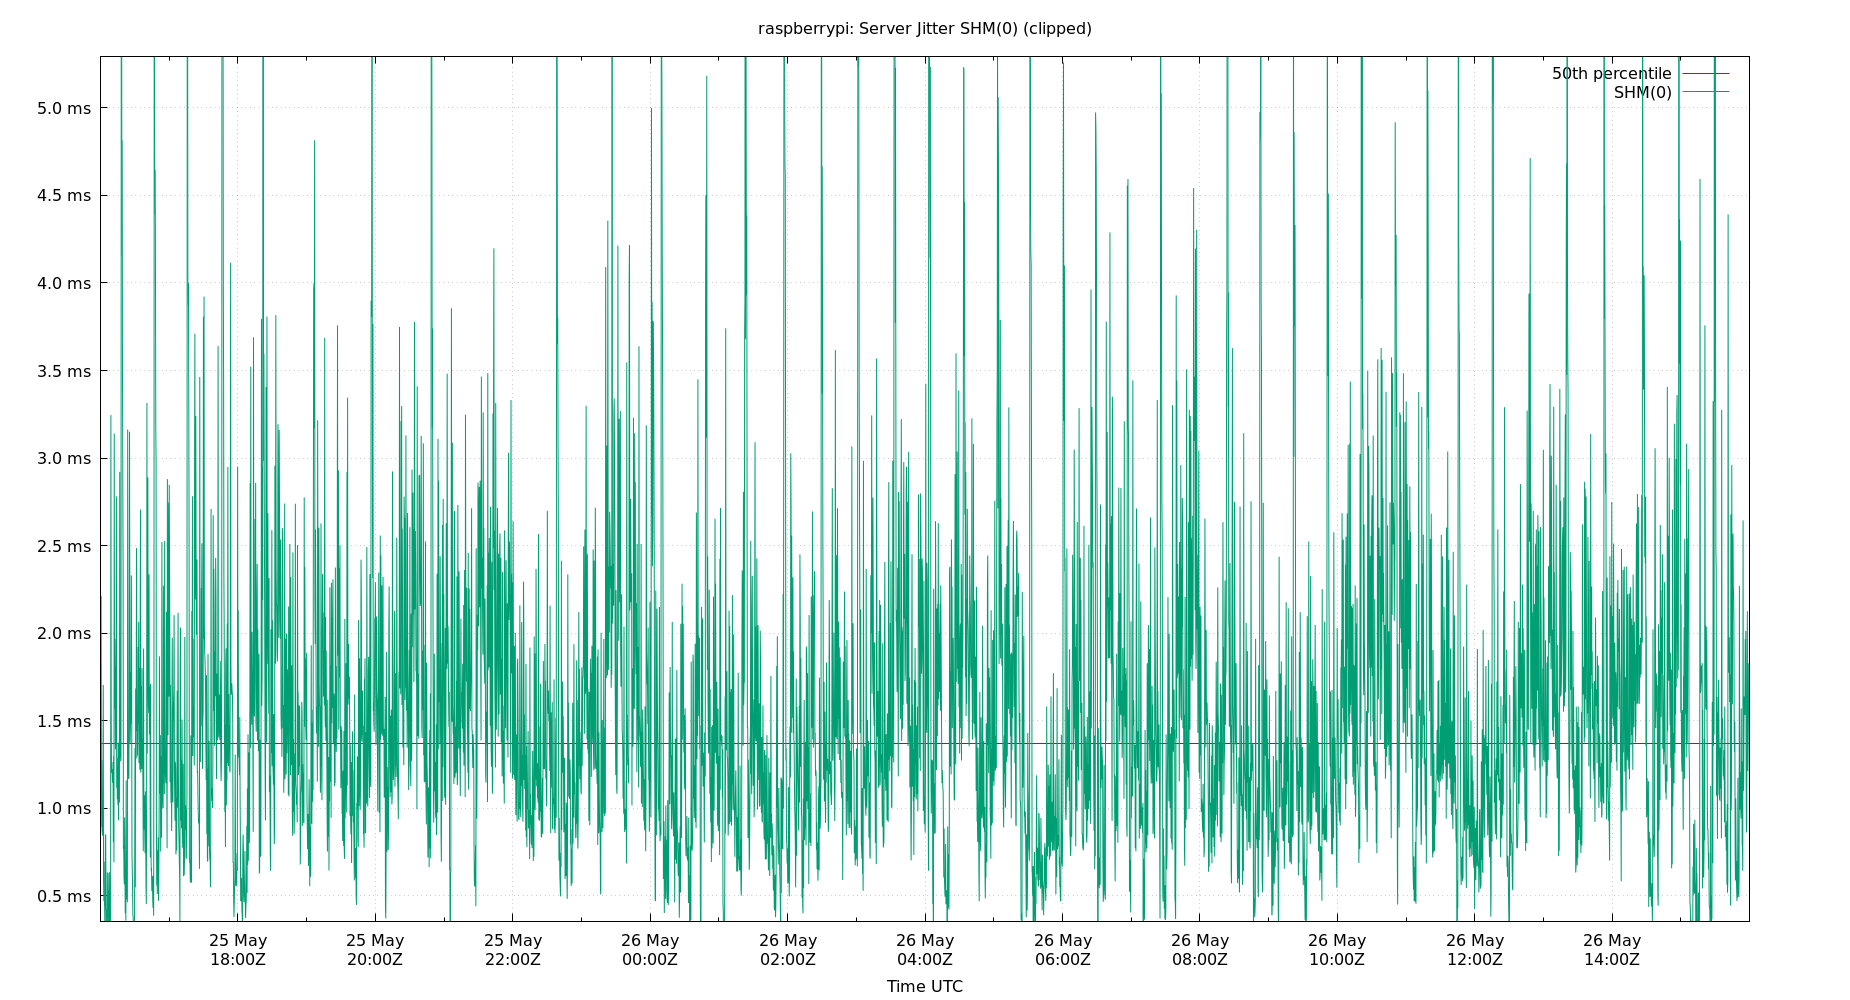 raspberrypi: Server Jitter SHM(0) (clipped)
50th percentile
SHM(0)
5.0 ms
4.5 ms
4.0 ms
3.5 ms
3.0 ms
2.5 ms
2.0 ms
1.5 ms
1.0 ms
0.5 ms
25 May 25 May 25 May 26 May 26 May 26 May 26 May 26 May 26 May 26 May 26 May
18:00Z 20:00Z 22:00Z 00:00Z 02:00Z 04:00Z 06:00Z 08:00Z 10:00Z 12:00Z 14:00Z
Time UTC